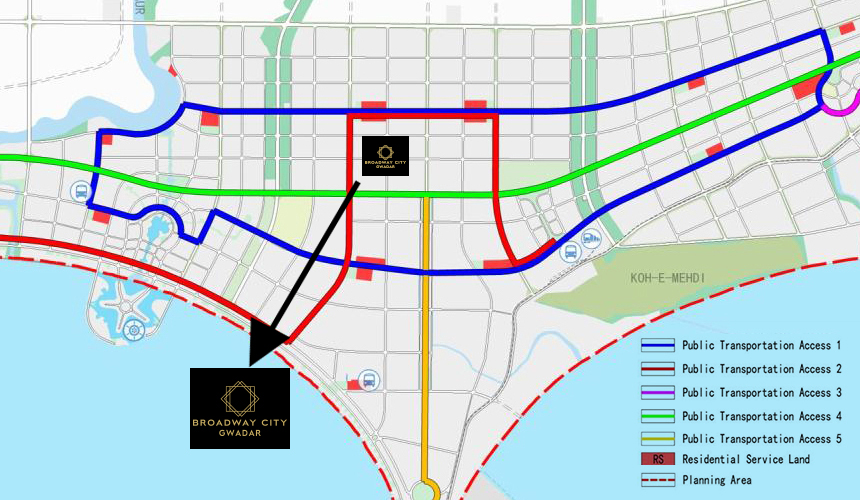 UR
BROADWAY CITY
GWADAR
KOH-E-MEHDI
Public Transportation Access 1
Public Transportation Access 2
Public Transportation Access 3
Public Transportation Access 4
Public Transportation Access 5
RS Residential Service Land
Planning Area
BROADWAY CITY
GWADAR